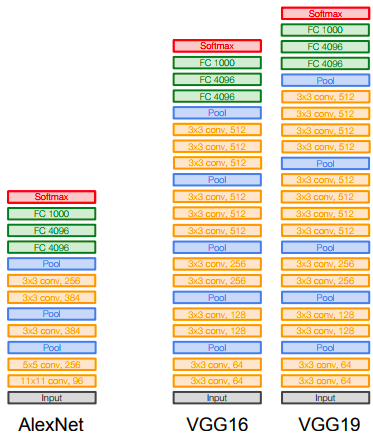 Softmax
FC 1000
FC 4096
FC 4096
Pool
3x3 conv, 256
3x3 conv, 384
Pool
3x3 conv, 384
Pool
5x5 conv, 256
11x11 conv, 96
Input
AlexNet
Softmax
FC 1000
FC 4096
FC 4096
Pool
3x3 conv, 512
3x3 conv, 512
3x3 conv, 512
Pool
3x3 conv, 512
3x3 conv, 512
3x3 conv, 512
Pool
3x3 conv, 256
3x3 conv, 256
Pool
3x3 conv, 128
3x3 conv, 128
Pool
3x3 conv, 64
3x3 conv, 64
Input
VGG16
Softmax
FC 1000
FC 4096
FC 4096
Pool
3x3 conv, 512
3x3 conv, 512
3x3 conv, 512
3x3 conv, 512
Pool
3x3 conv, 512
3x3 conv, 512
3x3 conv, 512
3x3 conv, 512
Pool
3x3 conv, 256
3x3 conv, 256
Pool
3x3 conv, 128
3x3 conv, 128
Pool
3x3 conv, 64
3x3 conv, 64
Input
VGG19